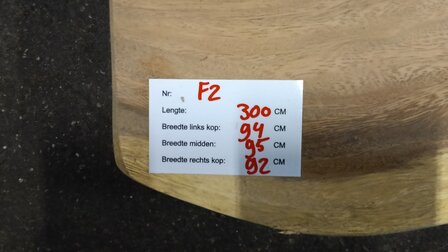 Nr: F2
Lengte: 300 CM
Breedte links kop: 94 CM
Breedte midden: 95 CM
Breedte rechts kop: 92 CM